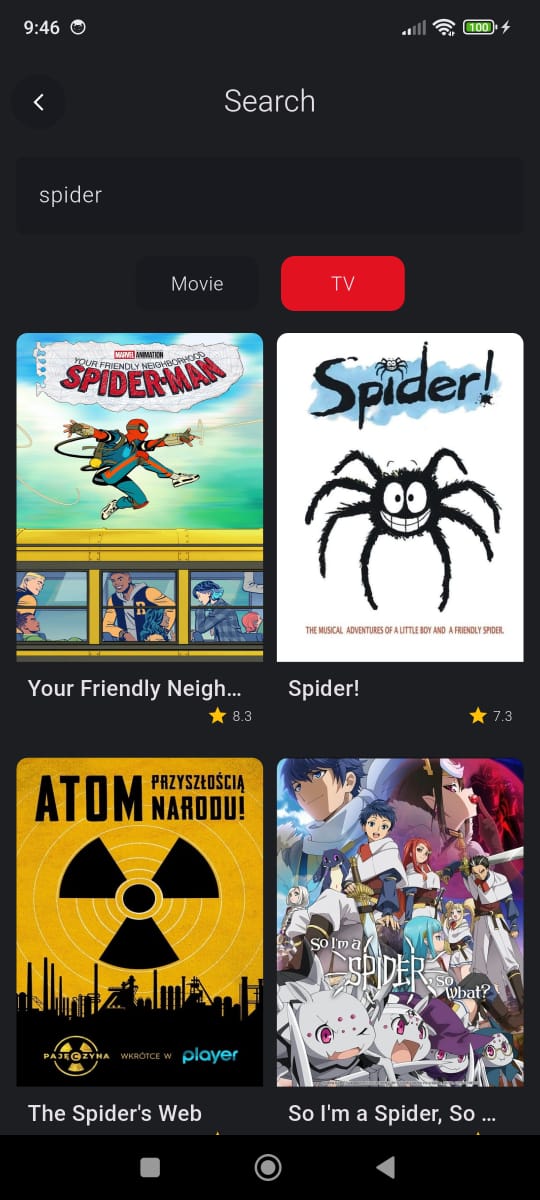 9:46
100
Search
spider
Movie
TV
MARVEL ANIMATION
YOUR FRIENDLY NEIGHBORHOOD
SPIDER-MAN
B
Your Friendly Neigh...
8.3
Spider!
THE MUSICAL ADVENTURES OF A LITTLE BOY AND A FRIENDLY SPIDER.
Spider!
7.3
ATOM PRZYSZŁOŚCIĄ
NARODU!
PAJĘCZYNA WKRÓTCE W player
The Spider's Web
So I'm a
SPIDER, So
What?
So I'm a Spider, So ...